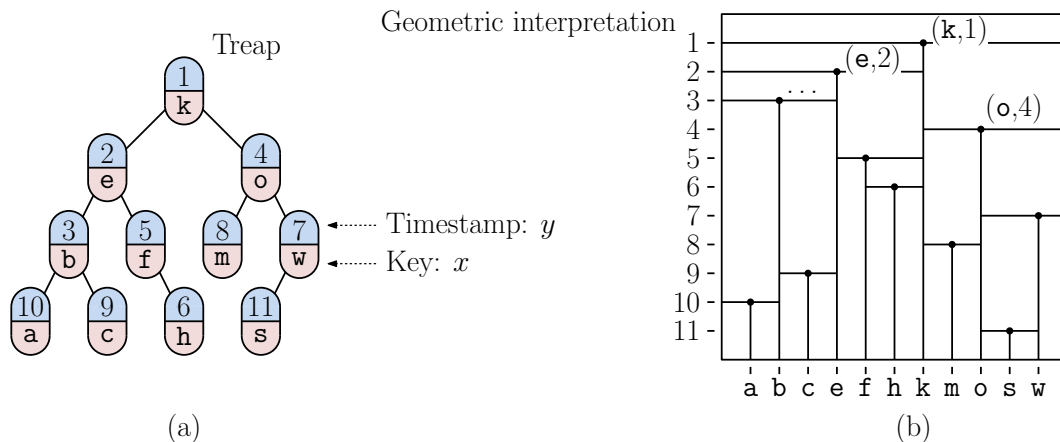 Treap
1
k
2
4
e
o
3
5
8
7
b
f
m
w
10
9
6
11
a
c
h
s
Timestamp: y
Key: x
(a)
Geometric interpretation
(k,1)
(e,2)
...
(o,4)
1
2
3
4
5
6
7
8
9
10
11
a b c e f h k m o s w
(b)